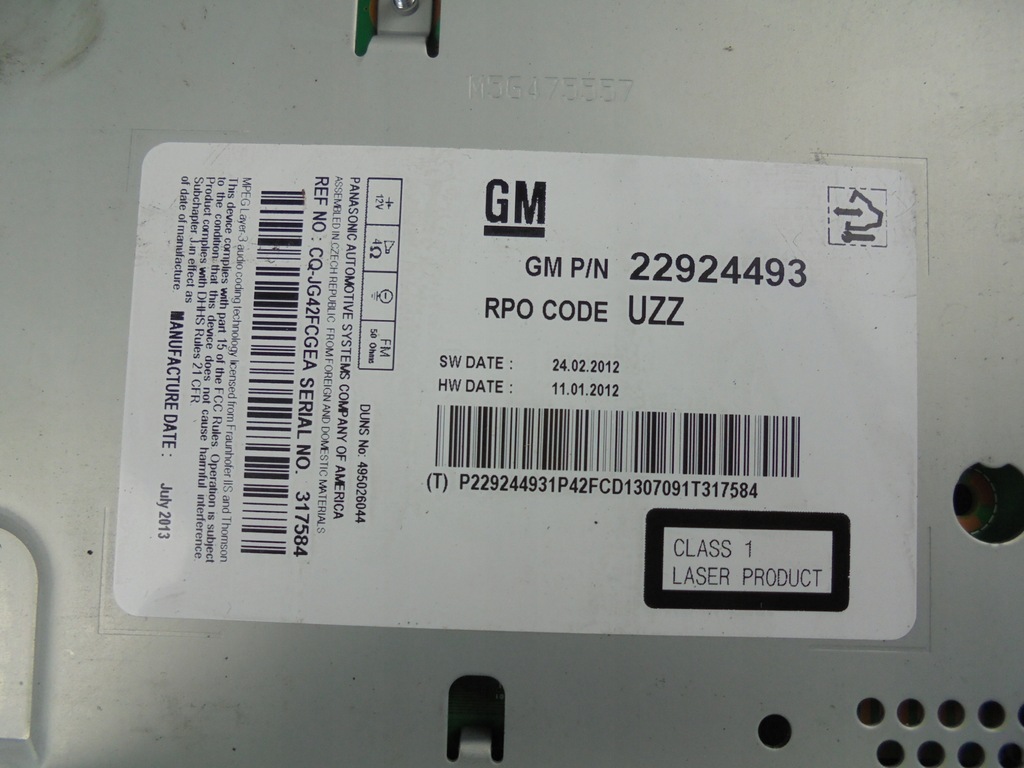 M5G475557
GM
GM P/N 22924493
RPO CODE UZZ
SW DATE : 24.02.2012
HW DATE : 11.01.2012
(T) P229244931P42FCD1307091T317584
CLASS 1
LASER PRODUCT
+ 12V 4Ω FM 50 Ohms
DUNS No: 495026044
PANASONIC AUTOMOTIVE SYSTEMS COMPANY OF AMERICA
ASSEMBLED IN CZECH REPUBLIC FROM FOREIGN AND DOMESTIC MATERIALS
REF NO : CQ-JG42FCGEA SERIAL NO. 317584
MPEG Layer-3 audio coding technology licensed from Fraunhofer IIS and Thomson
This device complies with part 15 of the FCC Rules. Operation is subject
to the condition that this device does not cause harmful interference.
Product complies with DHHS Rules 21 CFR
Subchapter J in effect as
of date of manufacture
MANUFACTURE DATE : July 2013